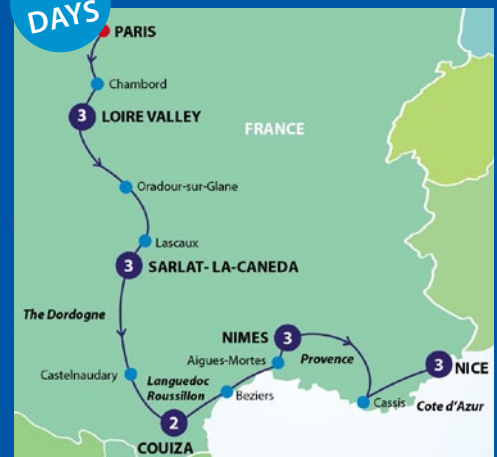 DAYS
PARIS
Chambord
3 LOIRE VALLEY
FRANCE
Oradour-sur-Glane
Lascaux
3 SARLAT- LA-CANEDA
The Dordogne
NIMES 3
Aigues-Mortes
Provence
3 NICE
Castelnaudary
Languedoc
Roussillon
Beziers
Cassis
Cote d'Azur
2
COUIZA